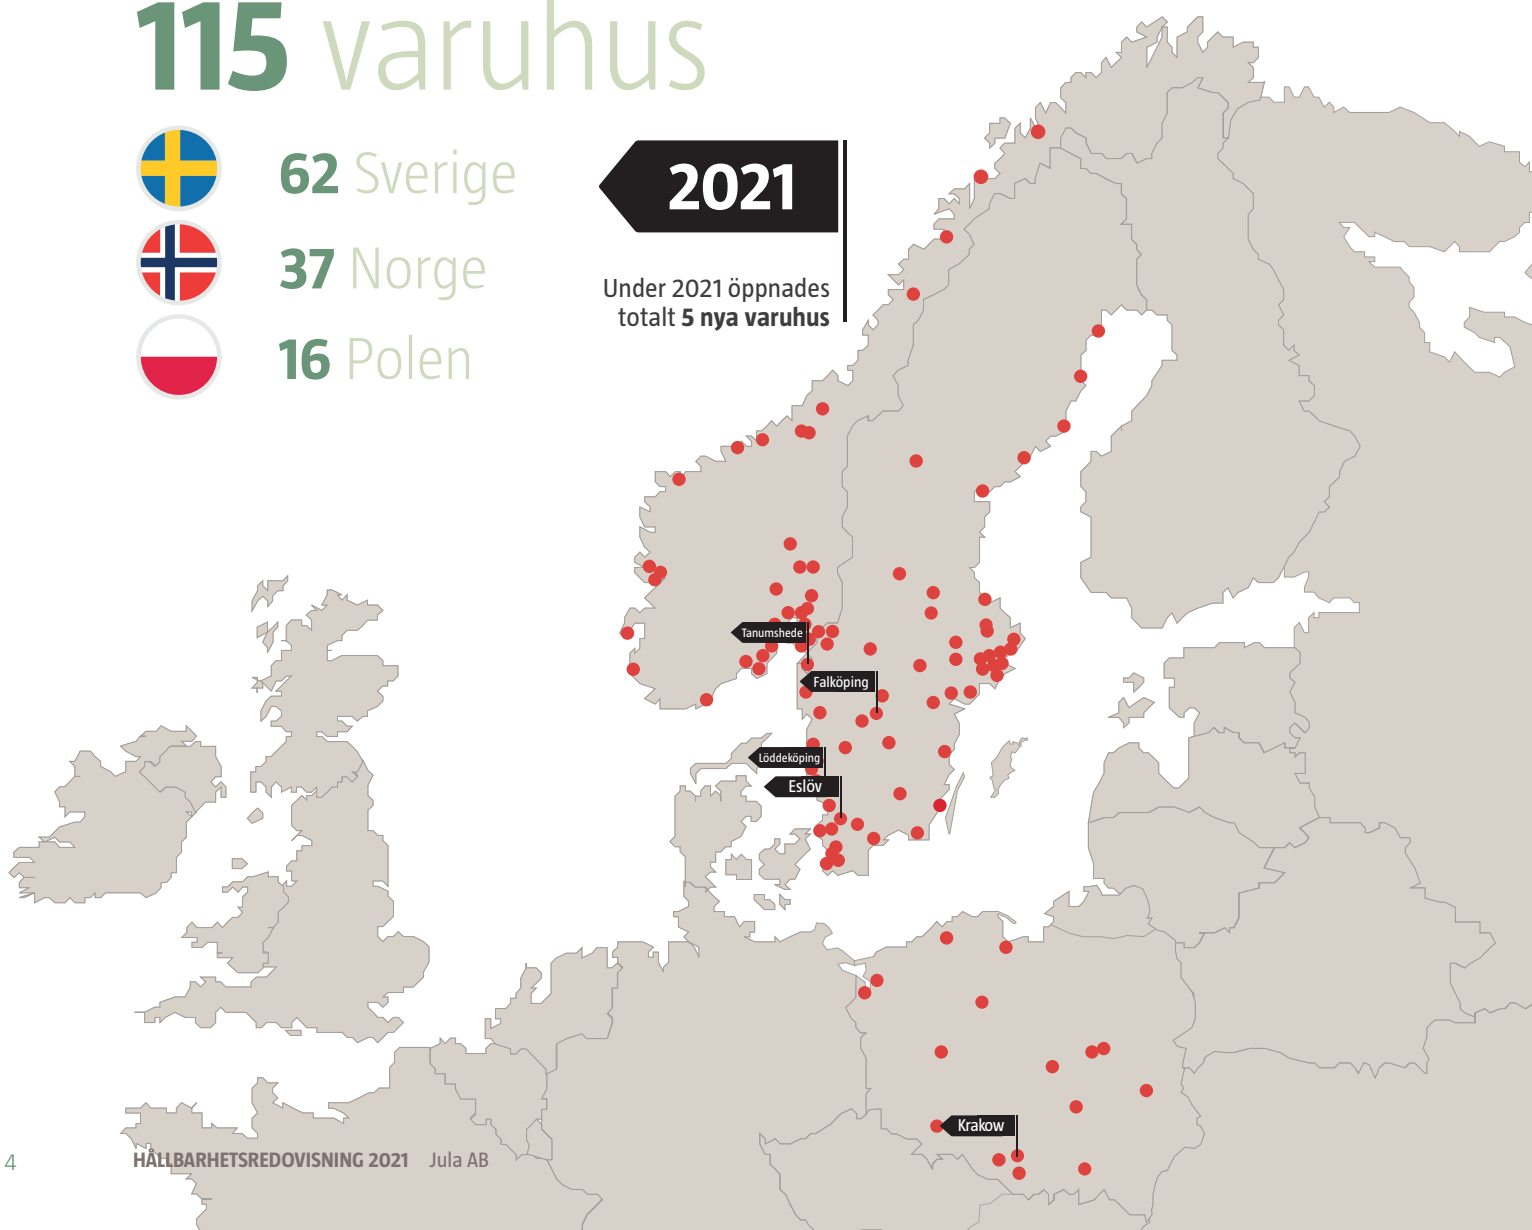 115 varuhus
62 Sverige
37 Norge
16 Polen
2021
Under 2021 öppnades
totalt 5 nya varuhus
Tanumshede
Falköping
Löddeköping
Eslöv
Krakow
4
HÅLLBARHETSREDOVISNING 2021 Jula AB